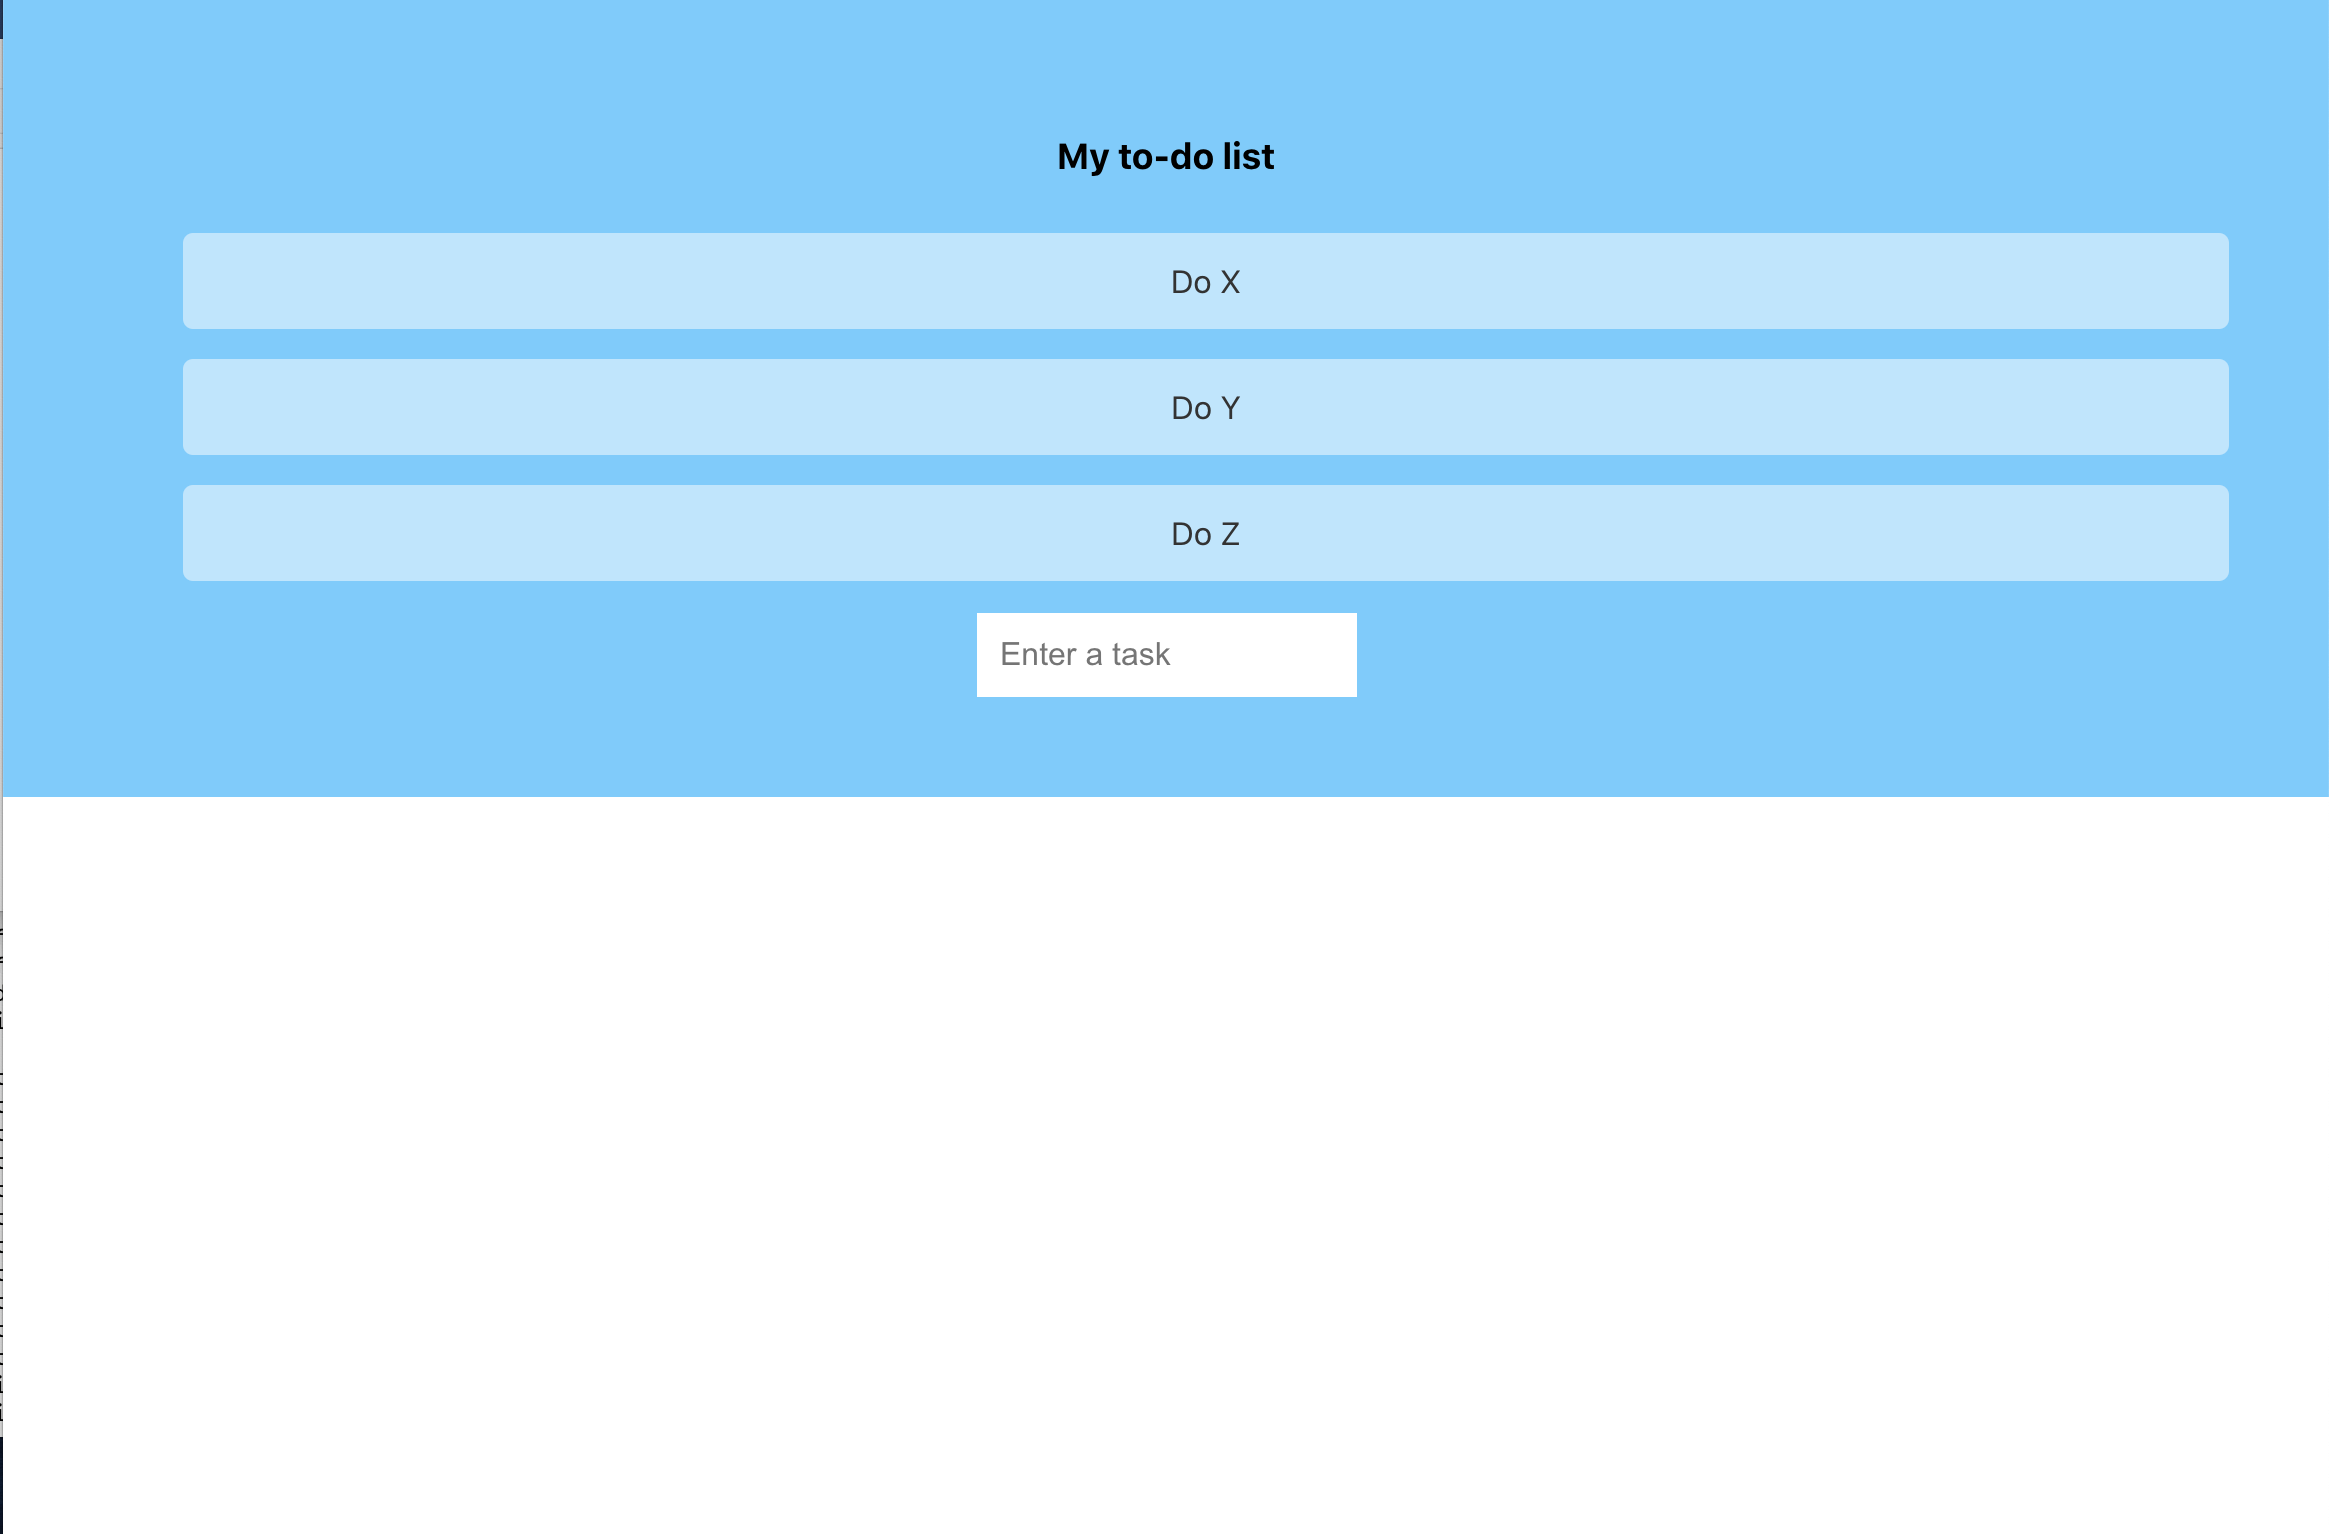 My to-do list
Do X
Do Y
Do Z
Enter a task